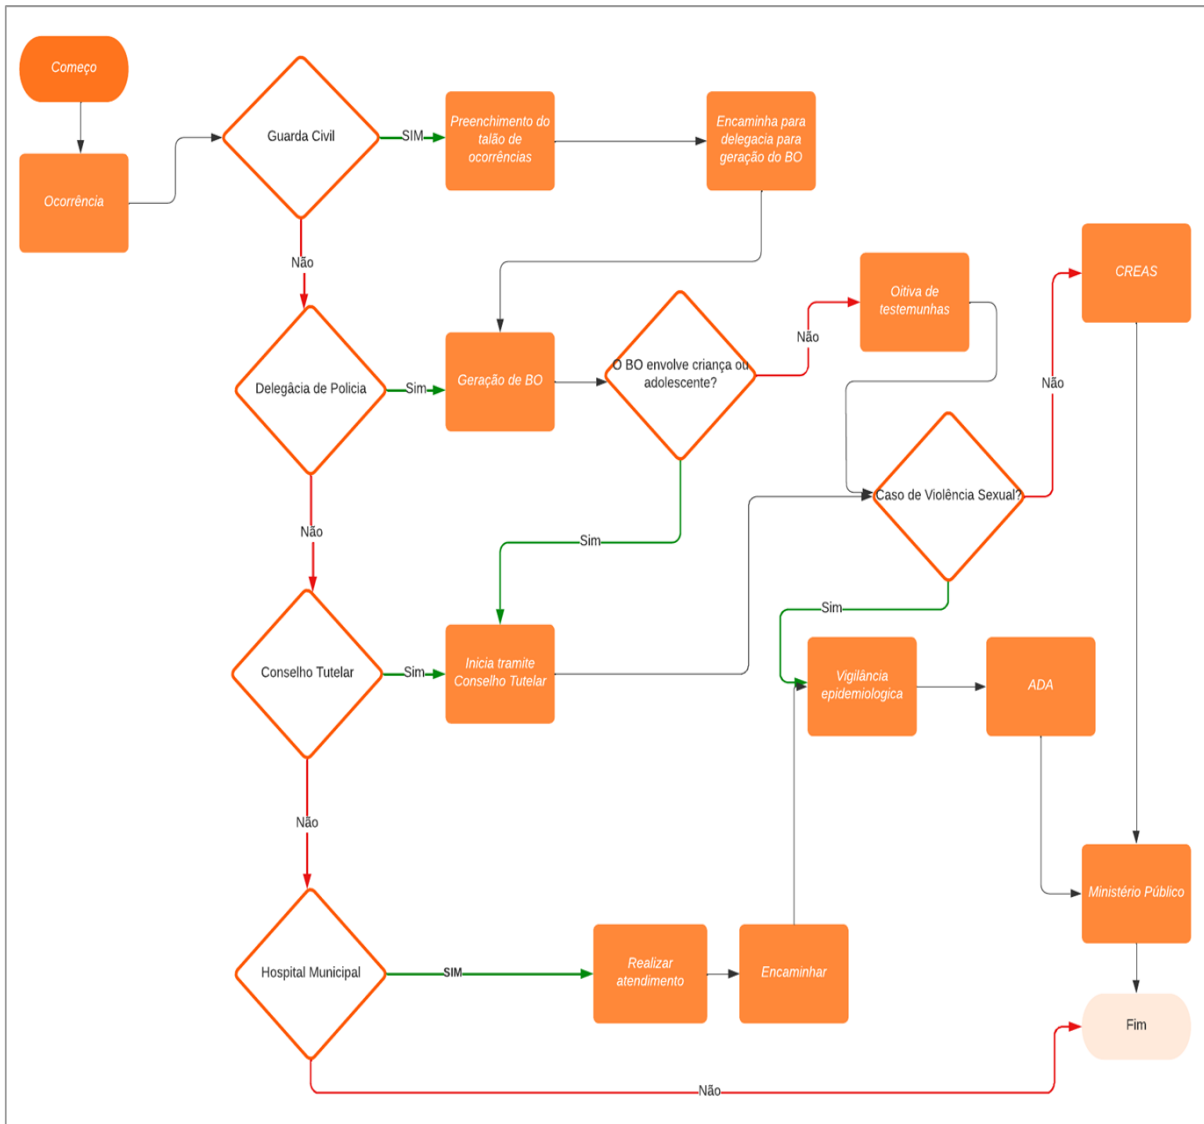 Começo
Guarda Civil
SIM
Preenchimento do
talão de
ocorrências
Encaminha para
delegacia para
geração do BO
Ocorrência
Não
CREAS
Oitiva de
testemunhas
Não
O BO envolve criança ou
adolescente?
Geração de BO
Delegâcia de Policia
Sim
Não
Caso de Violência Sexual?
Não
Sim
Sim
Conselho Tutelar
Sim
Inicia tramite
Conselho Tutelar
Vigilância
epidemiologica
ADA
Não
Ministério Público
Hospital Municipal
SIM
Realizar
atendimento
Encaminhar
Fim
Não